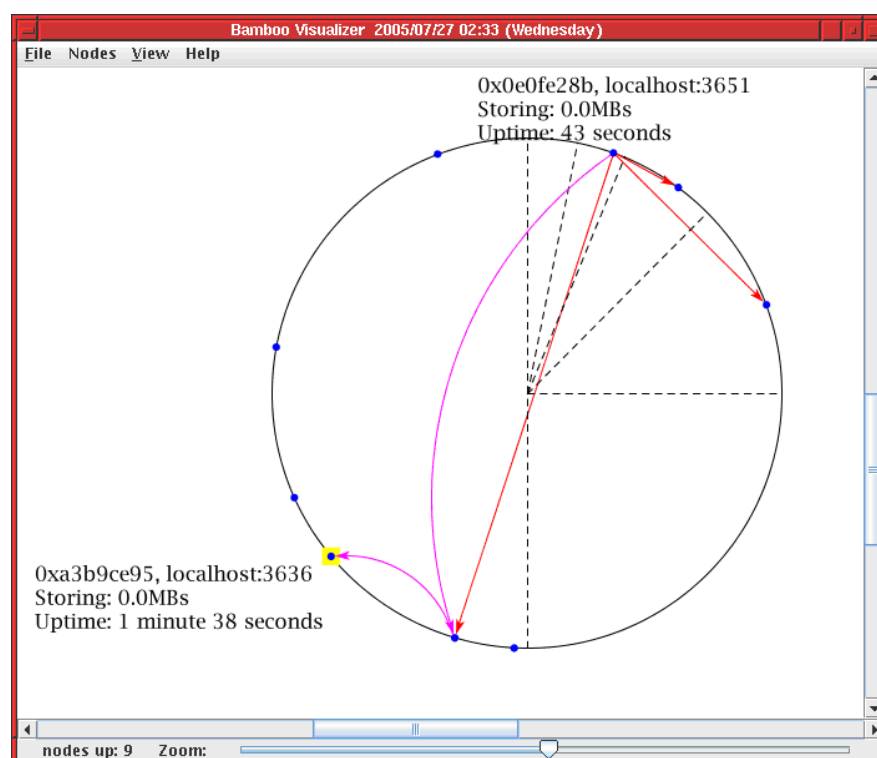 Bamboo Visualizer 2005/07/27 02:33 (Wednesday)
File Nodes View Help
0x0e0fe28b, localhost:3651
Storing: 0.0MBs
Uptime: 43 seconds
0xa3b9ce95, localhost:3636
Storing: 0.0MBs
Uptime: 1 minute 38 seconds
nodes up: 9 Zoom: